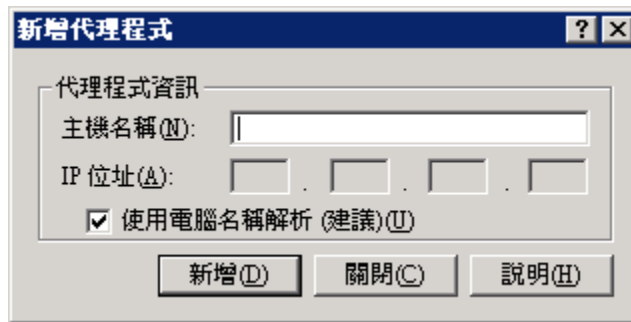 新增代理程式
代理程式資訊
主機名稱(N):
IP 位址(A): . . .
使用電腦名稱解析 (建議)(U)
新增(D) 關閉(C) 說明(H)